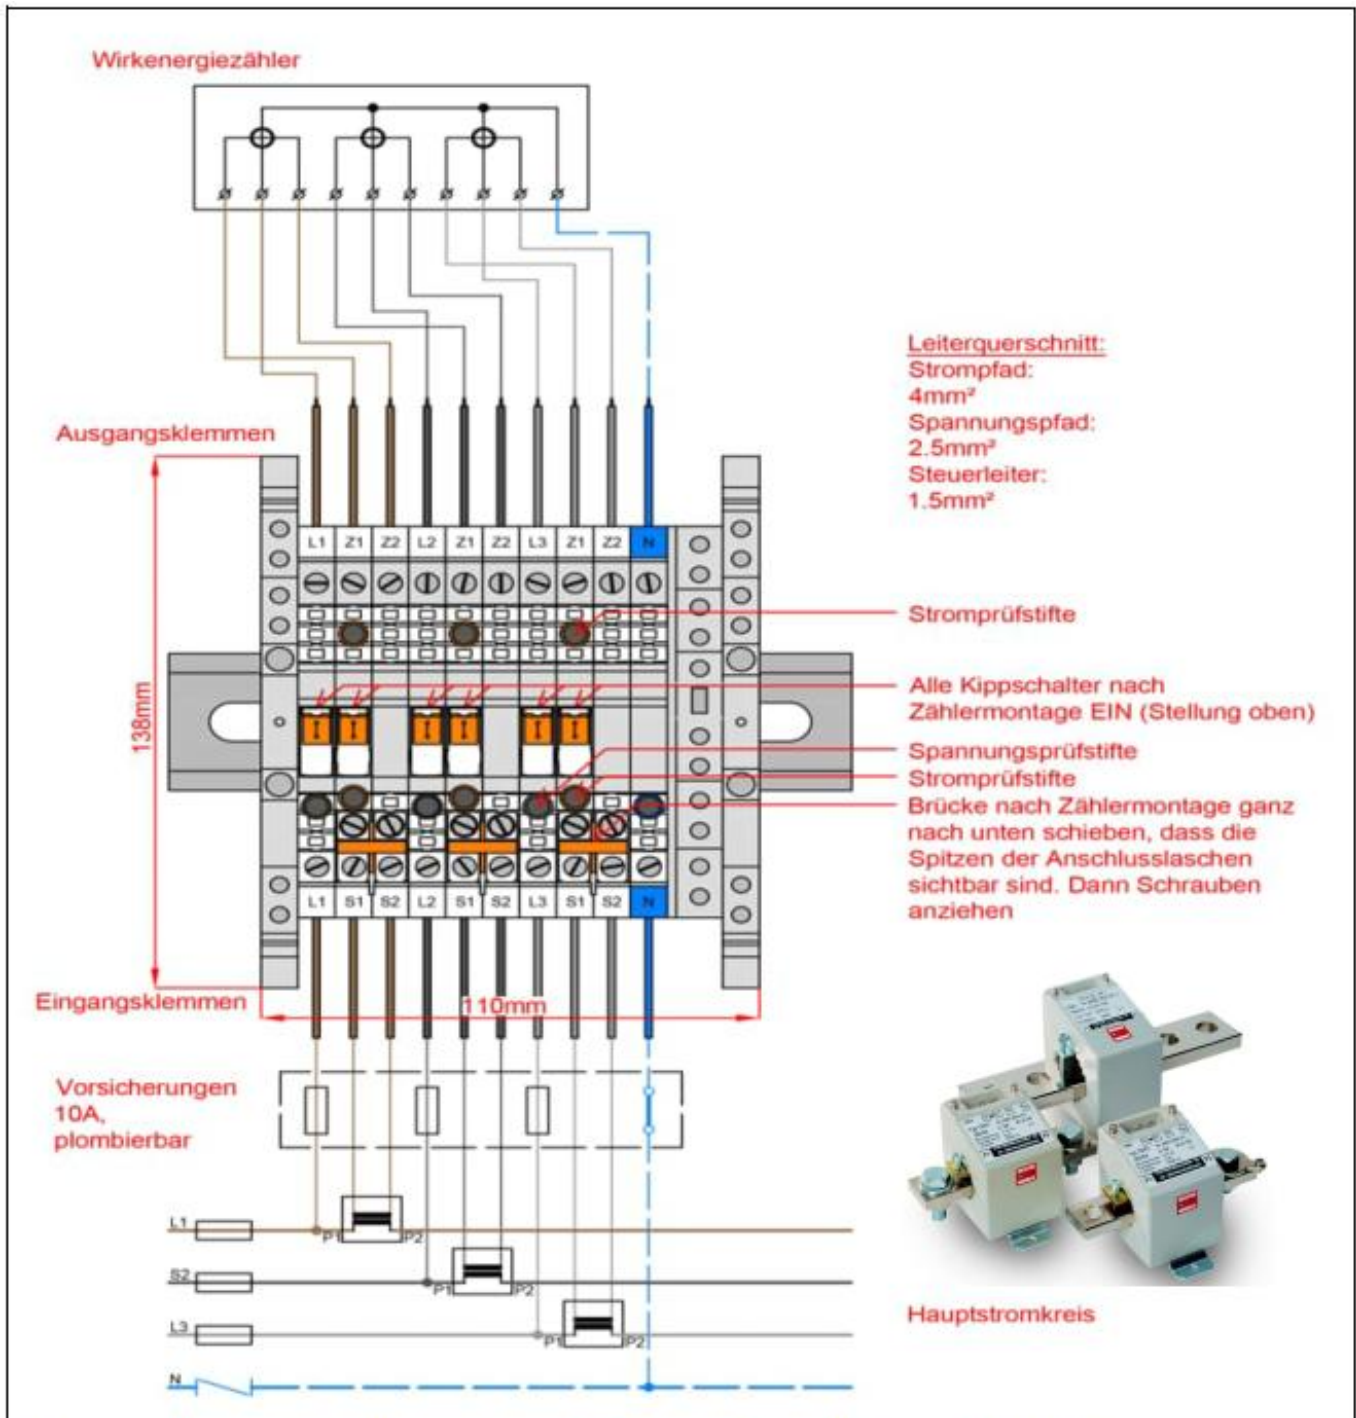 Wirkenergiezähler
Leiterquerschnitt:
Strompfad:
4mm²
Spannungspfad:
2.5mm²
Steuerleiter:
1.5mm²
Ausgangsklemmen
L1 Z1 Z2 L2 Z1 Z2 L3 Z1 Z2 N
Stromprüfstifte
Alle Kippschalter nach
Zählermontage EIN (Stellung oben)
138mm
Spannungsprüfstifte
Stromprüfstifte
Brücke nach Zählermontage ganz
nach unten schieben, dass die
Spitzen der Anschlusslaschen
sichtbar sind. Dann Schrauben
anziehen
L1 S1 S2 L2 S1 S2 L3 S1 S2 N
Eingangsklemmen
110mm
Vorsicherungen
10A,
plombierbar
L1
P1 P2
S2
P1 P2
L3
P1 P2
N
Hauptstromkreis